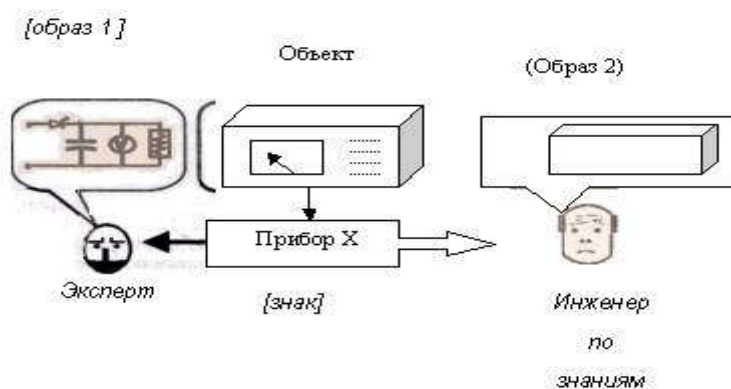 [образ 1]
Объект
(Образ 2)
Прибор X
Эксперт
[знак]
Инженер
по
знаниям